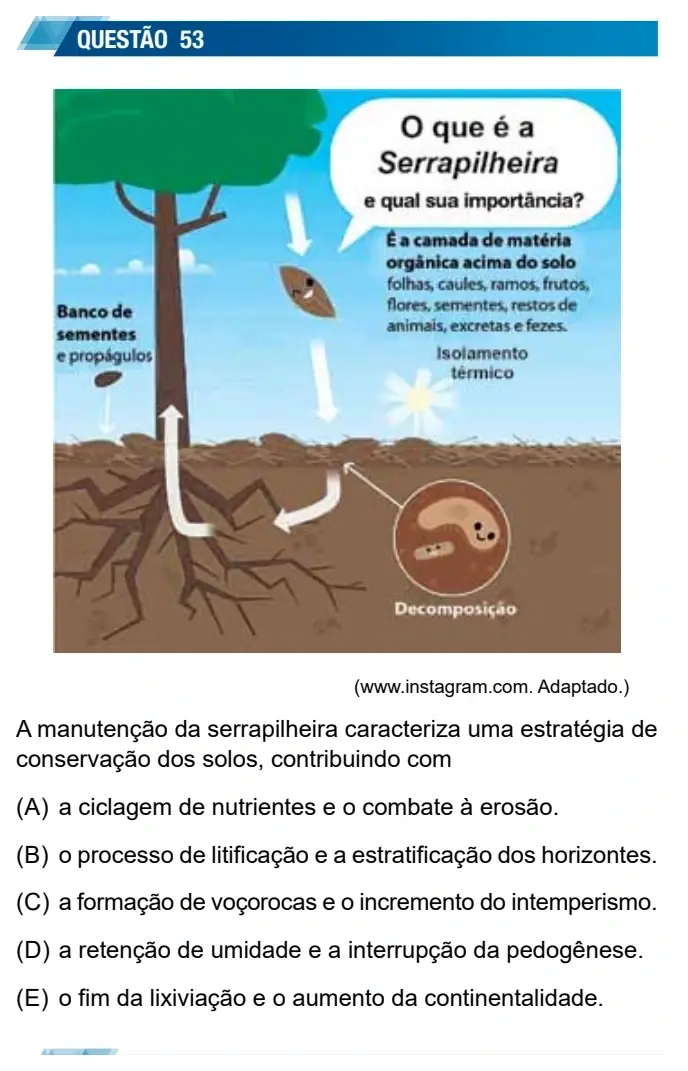 QUESTÃO 53
O que é a
Serrapilheira
e qual sua importância?
É a camada de matéria
orgânica acima do solo
folhas, caules, ramos, frutos,
flores, sementes, restos de
animais, excretas e fezes.
Isolamento
térmico
Banco de
sementes
e propágulos
Decomposição
(www.instagram.com. Adaptado.)
A manutenção da serrapilheira caracteriza uma estratégia de
conservação dos solos, contribuindo com
(A) a ciclagem de nutrientes e o combate à erosão.
(B) o processo de litificação e a estratificação dos horizontes.
(C) a formação de voçorocas e o incremento do intemperismo.
(D) a retenção de umidade e a interrupção da pedogênese.
(E) o fim da lixiviação e o aumento da continentalidade.